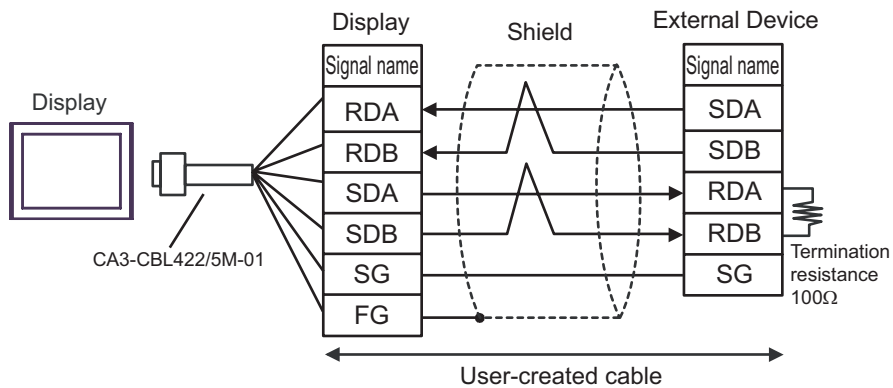 Display
Shield
External Device
Display
Signal name
RDA
RDB
SDA
SDB
SG
FG
Signal name
SDA
SDB
RDA
RDB
SG
CA3-CBL422/5M-01
Termination
resistance
100Ω
User-created cable